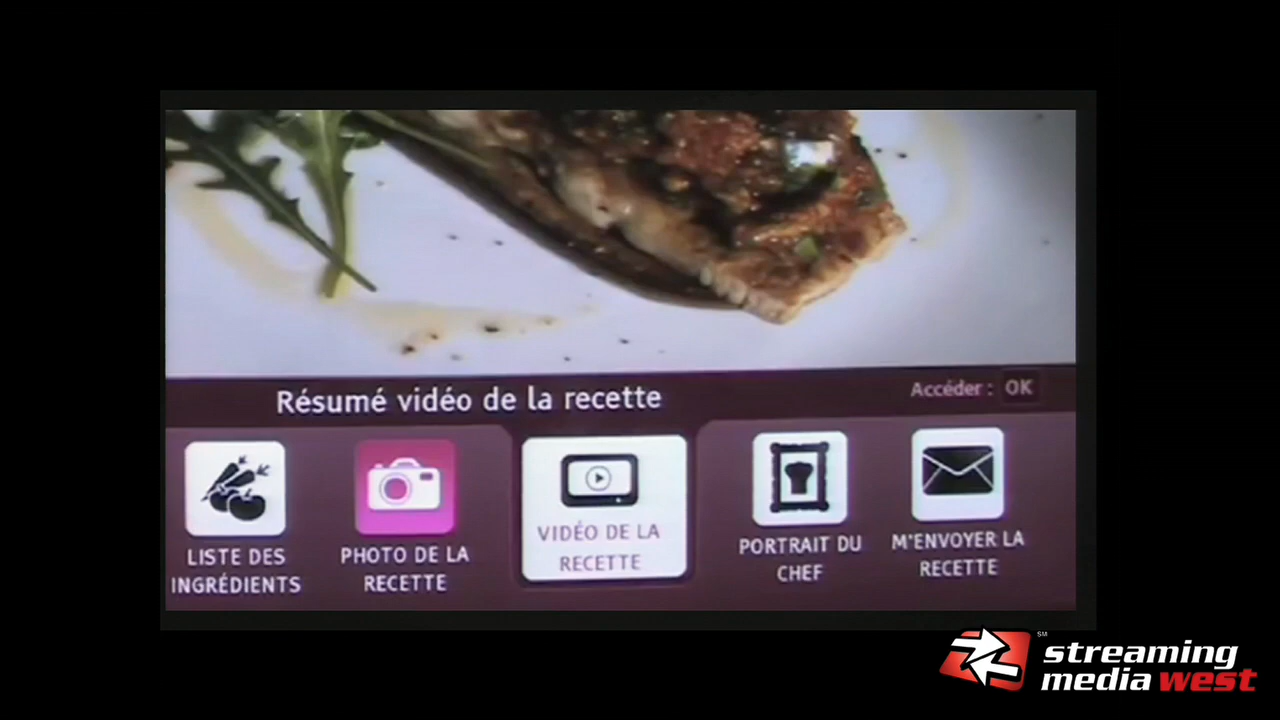 Résumé vidéo de la recette
Accéder : OK
LISTE DES
INGRÉDIENTS
PHOTO DE LA
RECETTE
VIDÉO DE LA
RECETTE
PORTRAIT DU
CHEF
M'ENVOYER LA
RECETTE
SM
streaming
media west